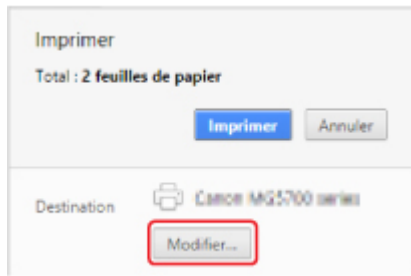 Imprimer
Total : 2 feuilles de papier
Imprimer Annuler
Destination Canon MG5700 series
Modifier...